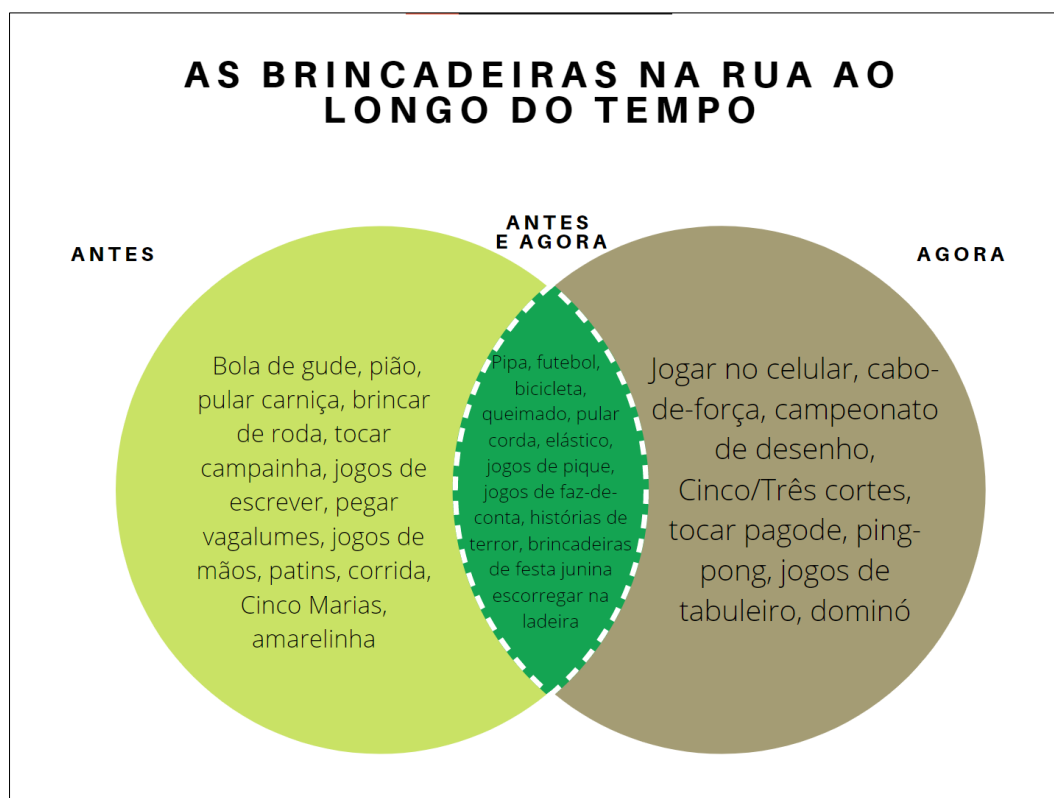 AS BRINCADEIRAS NA RUA AO
LONGO DO TEMPO
ANTES
ANTES
E AGORA
AGORA
Bola de gude, pião,
pular carniça, brincar
de roda, tocar
campainha, jogos de
escrever, pegar
vagalumes, jogos de
mãos, patins, corrida,
Cinco Marias,
amarelinha
Pipa, futebol,
bicicleta,
queimado, pular
corda, elástico,
jogos de pique,
jogos de faz-de-
conta, histórias de
terror, brincadeiras
de festa junina
escorregar na
ladeira
Jogar no celular, cabo-
de-força, campeonato
de desenho,
Cinco/Três cortes,
tocar pagode, ping-
pong, jogos de
tabuleiro, dominó